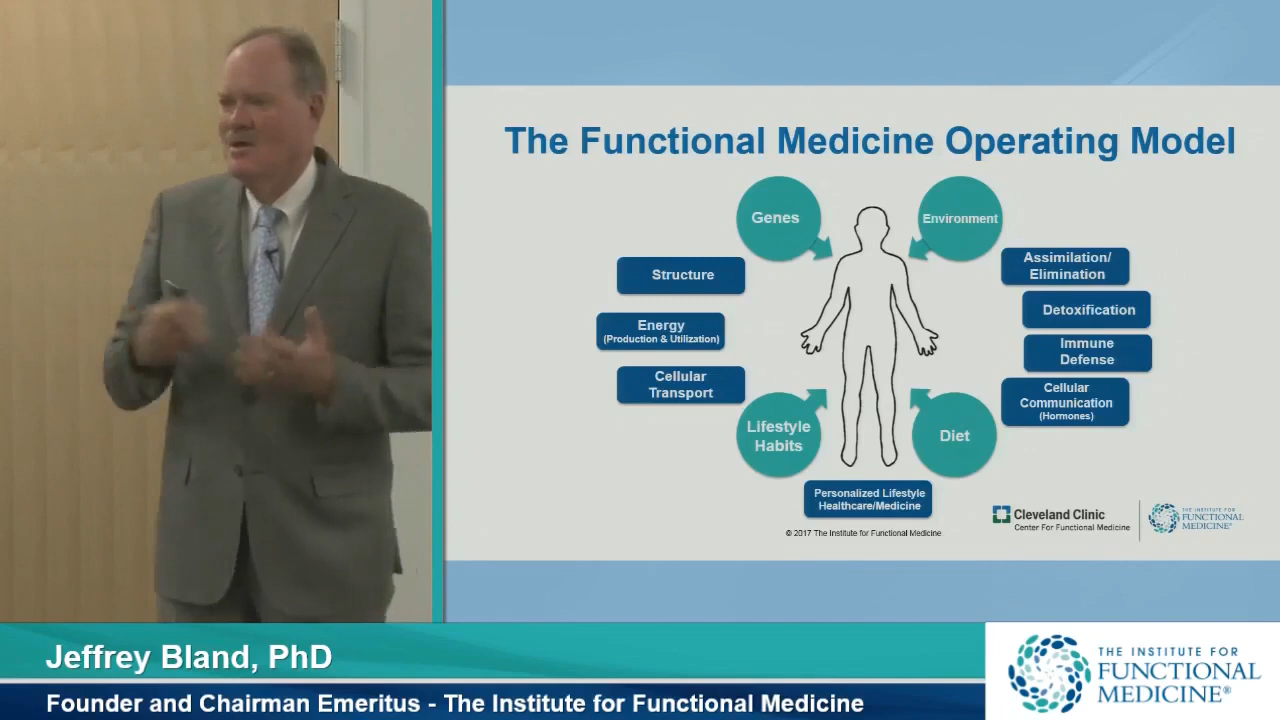 The Functional Medicine Operating Model
Genes
Environment
Structure
Energy
(Production & Utilization)
Cellular
Transport
Assimilation/
Elimination
Detoxification
Immune
Defense
Cellular
Communication
(Hormones)
Lifestyle
Habits
Diet
Personalized Lifestyle
Healthcare/Medicine
© 2017 The Institute for Functional Medicine
Cleveland Clinic
Center For Functional Medicine
THE INSTITUTE FOR
FUNCTIONAL
MEDICINE®
Jeffrey Bland, PhD
Founder and Chairman Emeritus - The Institute for Functional Medicine
THE INSTITUTE FOR
FUNCTIONAL
MEDICINE®